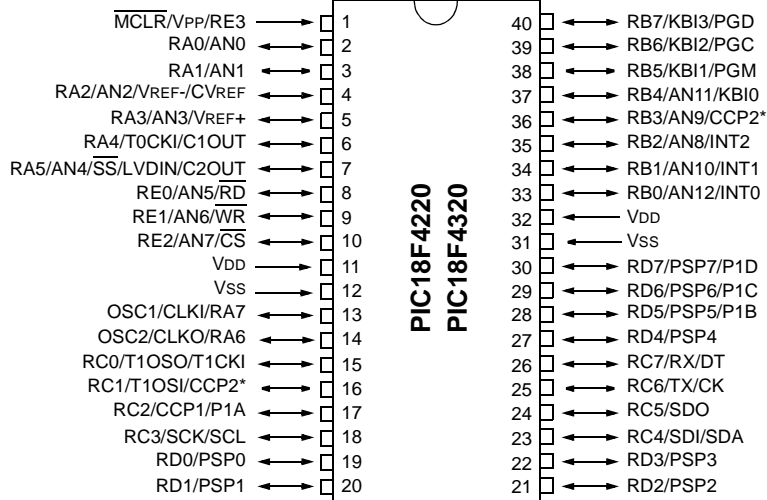 MCLR/VPP/RE3 1 40 RB7/KBI3/PGD
RA0/AN0 2 39 RB6/KBI2/PGC
RA1/AN1 3 38 RB5/KBI1/PGM
RA2/AN2/VREF-/CVREF 4 37 RB4/AN11/KBI0
RA3/AN3/VREF+ 5 36 RB3/AN9/CCP2*
RA4/T0CKI/C1OUT 6 35 RB2/AN8/INT2
RA5/AN4/SS/LVDIN/C2OUT 7 34 RB1/AN10/INT1
RE0/AN5/RD 8 33 RB0/AN12/INT0
RE1/AN6/WR 9 32 VDD
RE2/AN7/CS 10 31 VSS
VDD 11 30 RD7/PSP7/P1D
VSS 12 29 RD6/PSP6/P1C
OSC1/CLKI/RA7 13 28 RD5/PSP5/P1B
OSC2/CLKO/RA6 14 27 RD4/PSP4
RC0/T1OSO/T1CKI 15 26 RC7/RX/DT
RC1/T1OSI/CCP2* 16 25 RC6/TX/CK
RC2/CCP1/P1A 17 24 RC5/SDO
RC3/SCK/SCL 18 23 RC4/SDI/SDA
RD0/PSP0 19 22 RD3/PSP3
RD1/PSP1 20 21 RD2/PSP2
PIC18F4220
PIC18F4320